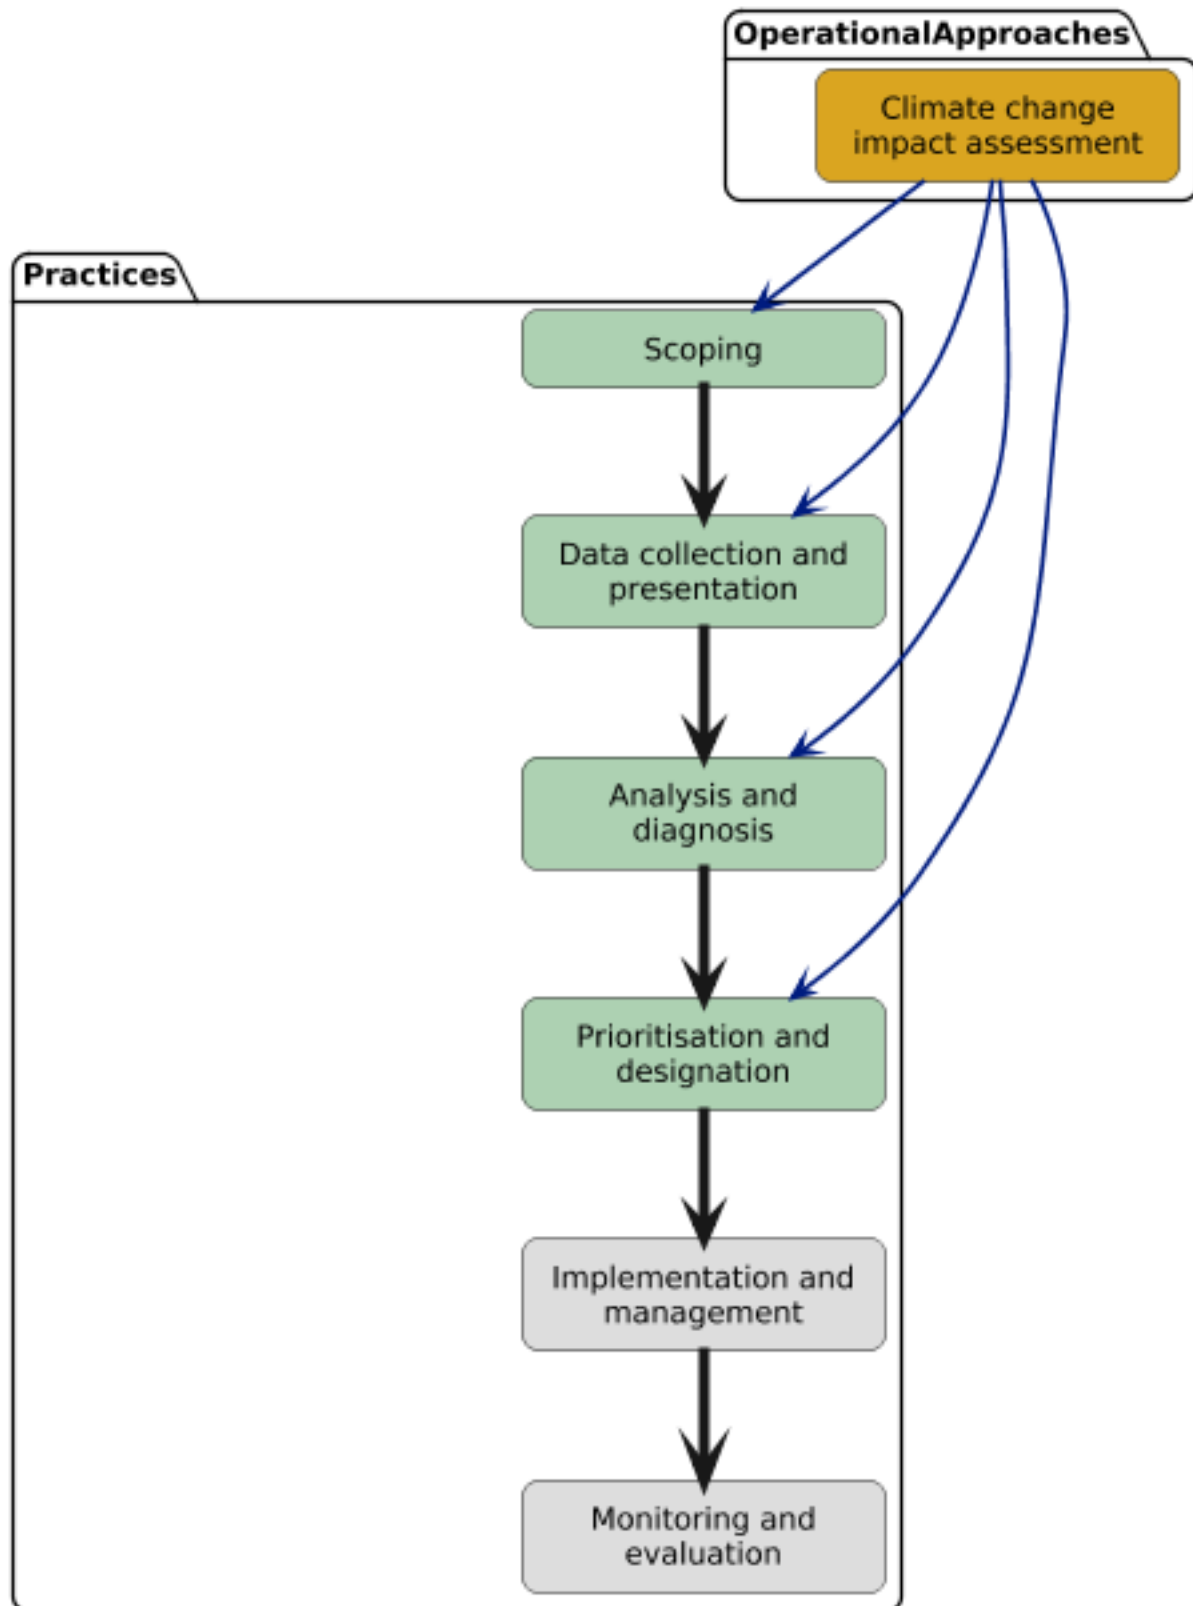 OperationalApproaches
Climate change
impact assessment
Practices
Scoping
Data collection and
presentation
Analysis and
diagnosis
Prioritisation and
designation
Implementation and
management
Monitoring and
evaluation